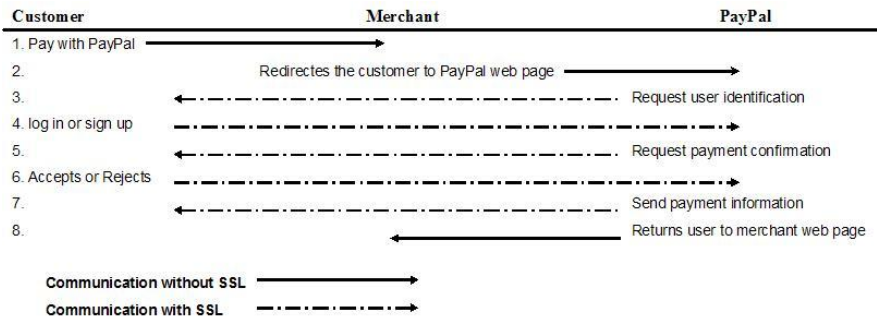 Customer Merchant PayPal
1. Pay with PayPal
2. Redirectes the customer to PayPal web page
3. Request user identification
4. log in or sign up
5. Request payment confirmation
6. Accepts or Rejects
7. Send payment information
8. Returns user to merchant web page
Communication without SSL
Communication with SSL